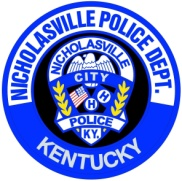 NICHOLASVILLE POLICE DEPT.
NICHOLASVILLE
CITY
POLICE
KY.
KENTUCKY